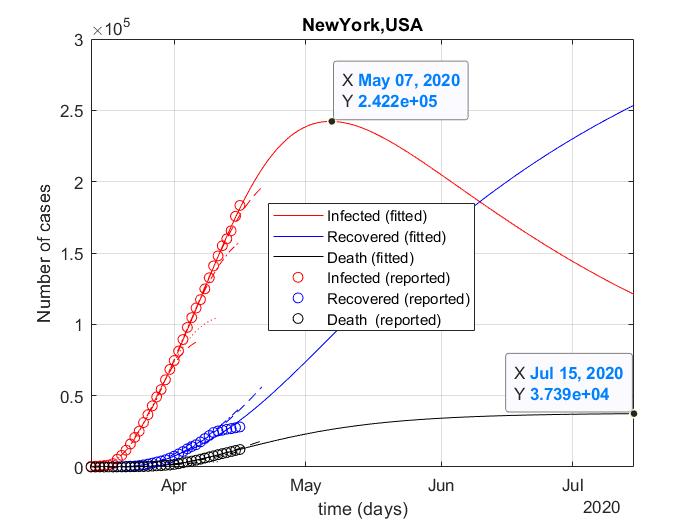 ×10⁵
NewYork,USA
3
2.5
2
1.5
1
0.5
0
Number of cases
X May 07, 2020
Y 2.422e+05
Infected (fitted)
Recovered (fitted)
Death (fitted)
Infected (reported)
Recovered (reported)
Death (reported)
X Jul 15, 2020
Y 3.739e+04
Apr May Jun Jul
time (days)
2020